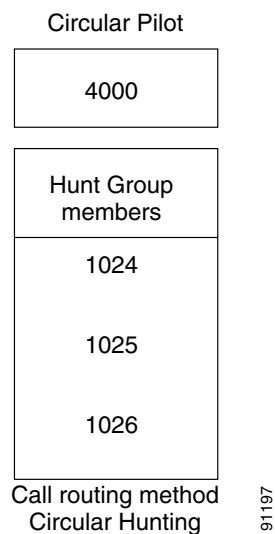 Circular Pilot
4000
Hunt Group
members
1024
1025
1026
Call routing method
Circular Hunting
91197